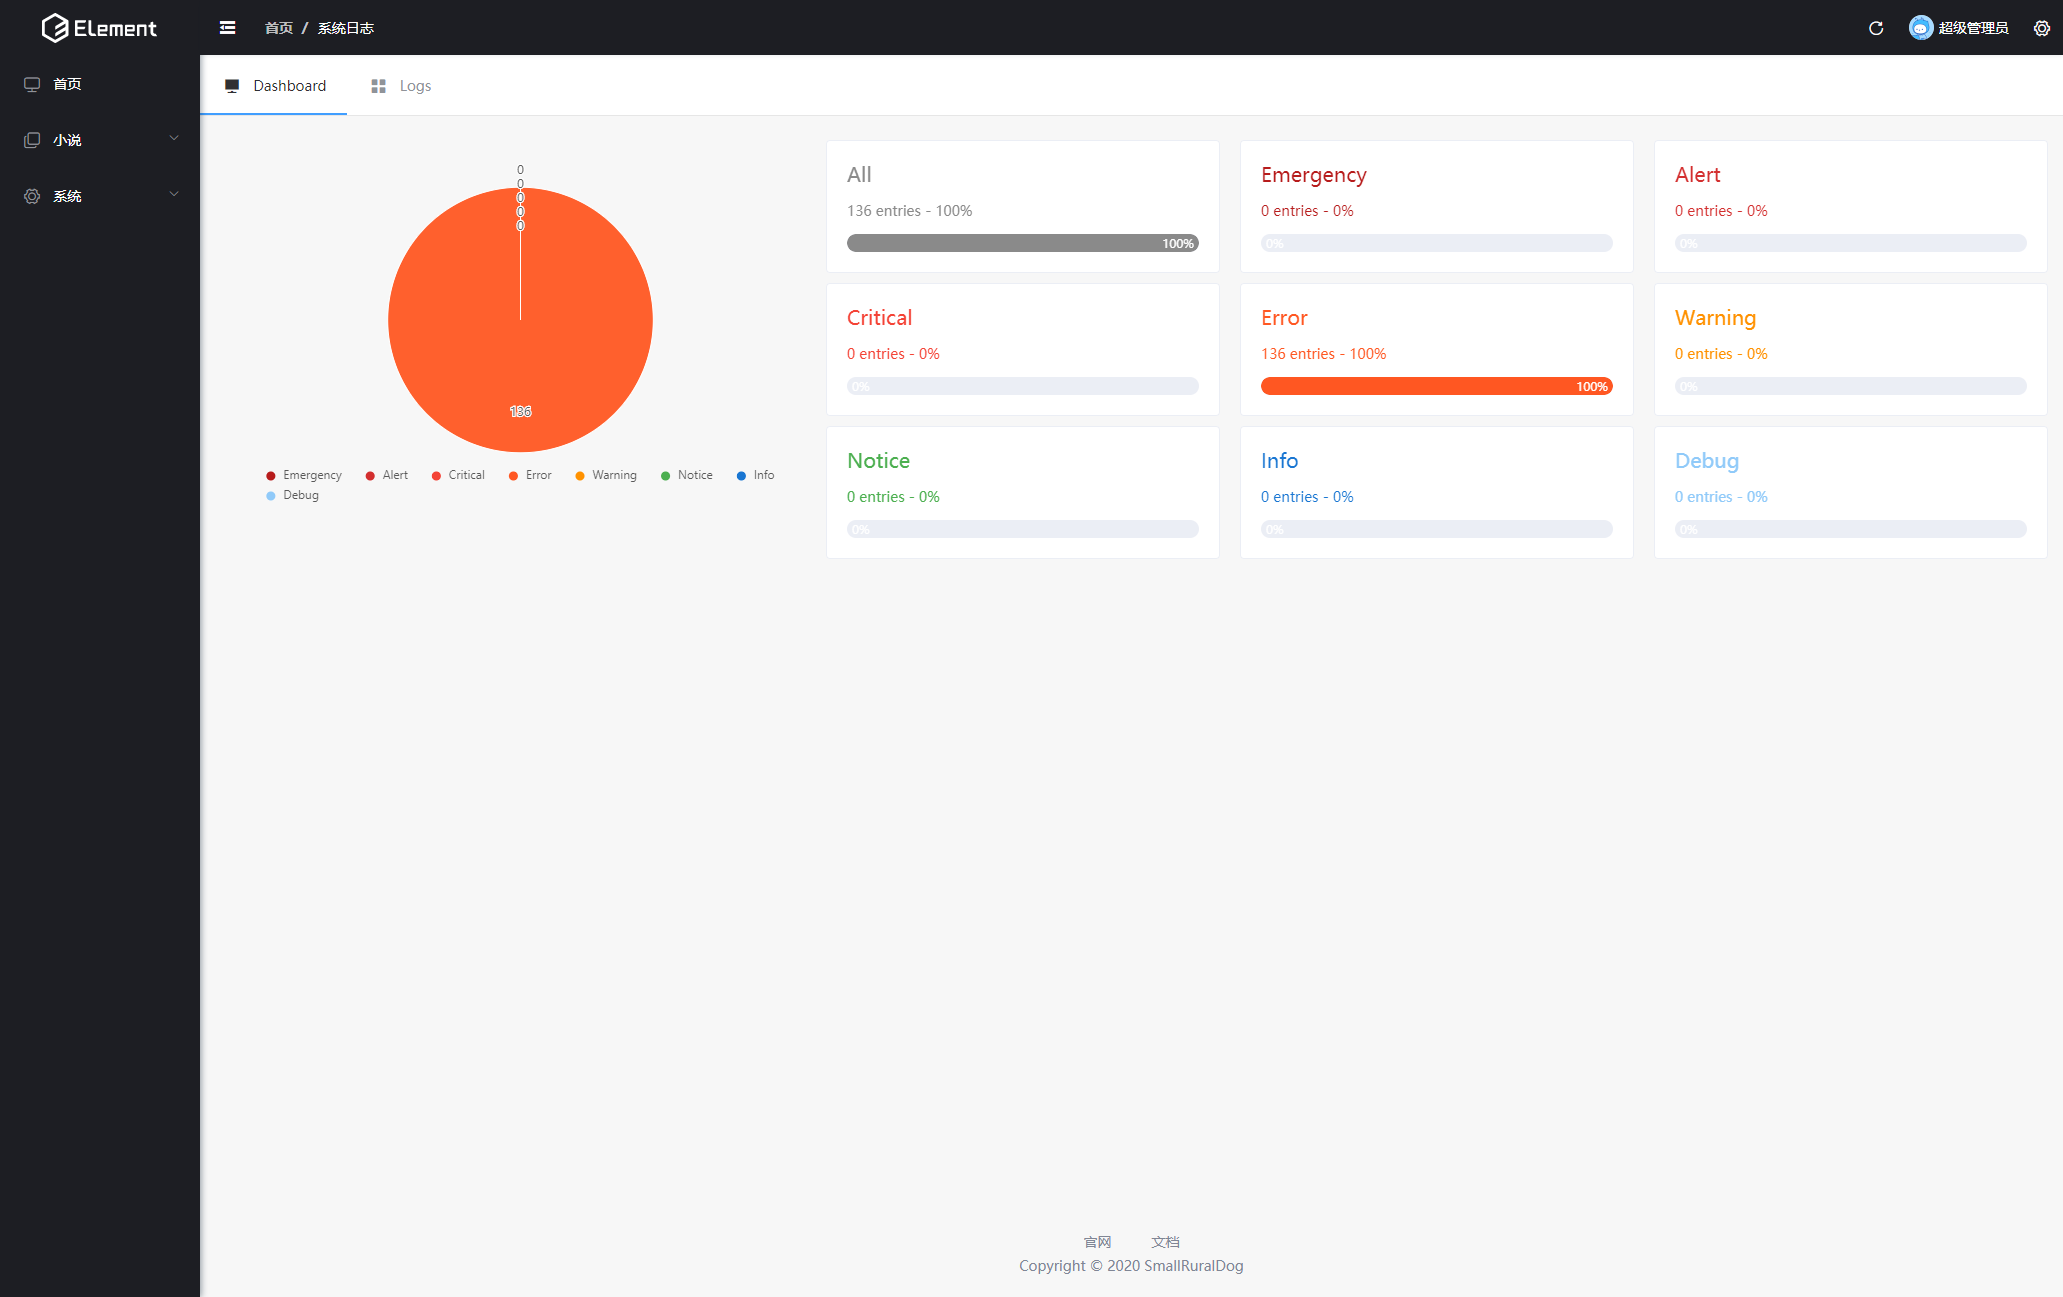 ELement
首页 / 系统日志
超级管理员
首页
小说
系统
Dashboard
Logs
0
0
0
0
0
136
Emergency
Alert
Critical
Error
Warning
Notice
Info
Debug
All
136 entries - 100%
100%
Emergency
0 entries - 0%
0%
Alert
0 entries - 0%
0%
Critical
0 entries - 0%
0%
Error
136 entries - 100%
100%
Warning
0 entries - 0%
0%
Notice
0 entries - 0%
0%
Info
0 entries - 0%
0%
Debug
0 entries - 0%
0%
官网 文档
Copyright © 2020 SmallRuralDog